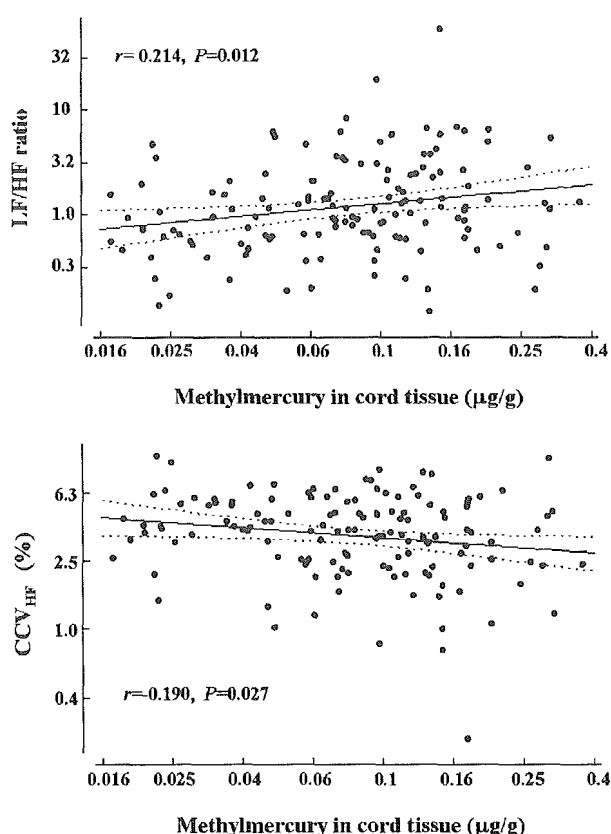 r= 0.214, P=0.012
LF/HF ratio
32
10
3.2
1.0
0.3
0.016 0.025 0.04 0.06 0.1 0.16 0.25 0.4
Methylmercury in cord tissue (µg/g)
CCVHF (%)
6.3
2.5
1.0
0.4
r=-0.190, P=0.027
0.016 0.025 0.04 0.06 0.1 0.16 0.25 0.4
Methylmercury in cord tissue (µg/g)